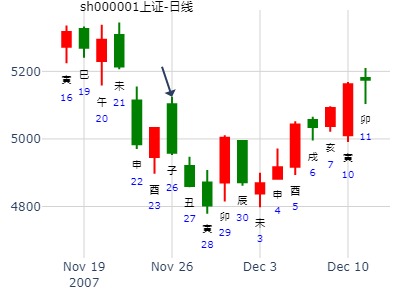 sh000001上证-日线
5200
5000
4800
寅
16
巳
19
午
20
未
21
申
22
酉
23
子
26
丑
27
寅
28
卯
29
辰
30
未
3
申
4
酉
5
戌
6
亥
7
寅
10
卯
11
Nov 19
2007
Nov 26
Dec 3
Dec 10